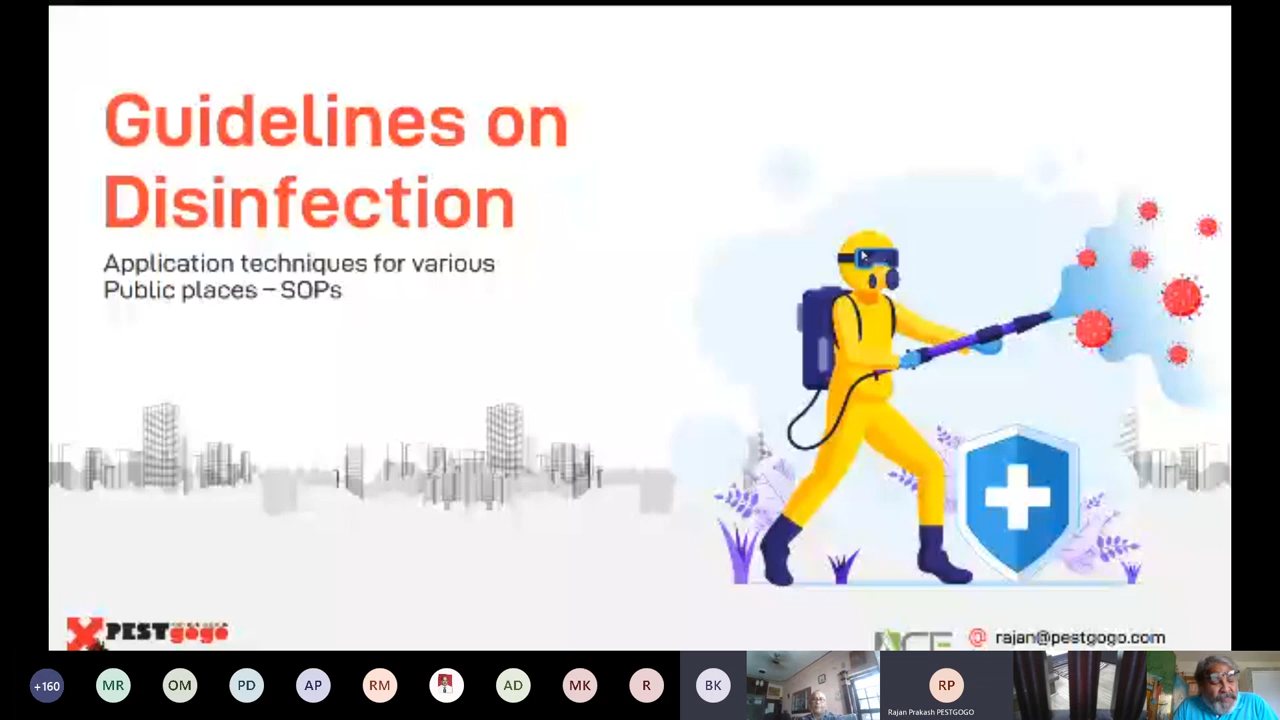 Guidelines on
Disinfection
Application techniques for various
Public places – SOPs
PESTgogo
@ rajan@pestgogo.com
+160
MR
OM
PD
AP
RM
AD
MK
R
BK
RP
Rajan Prakash PESTGOGO